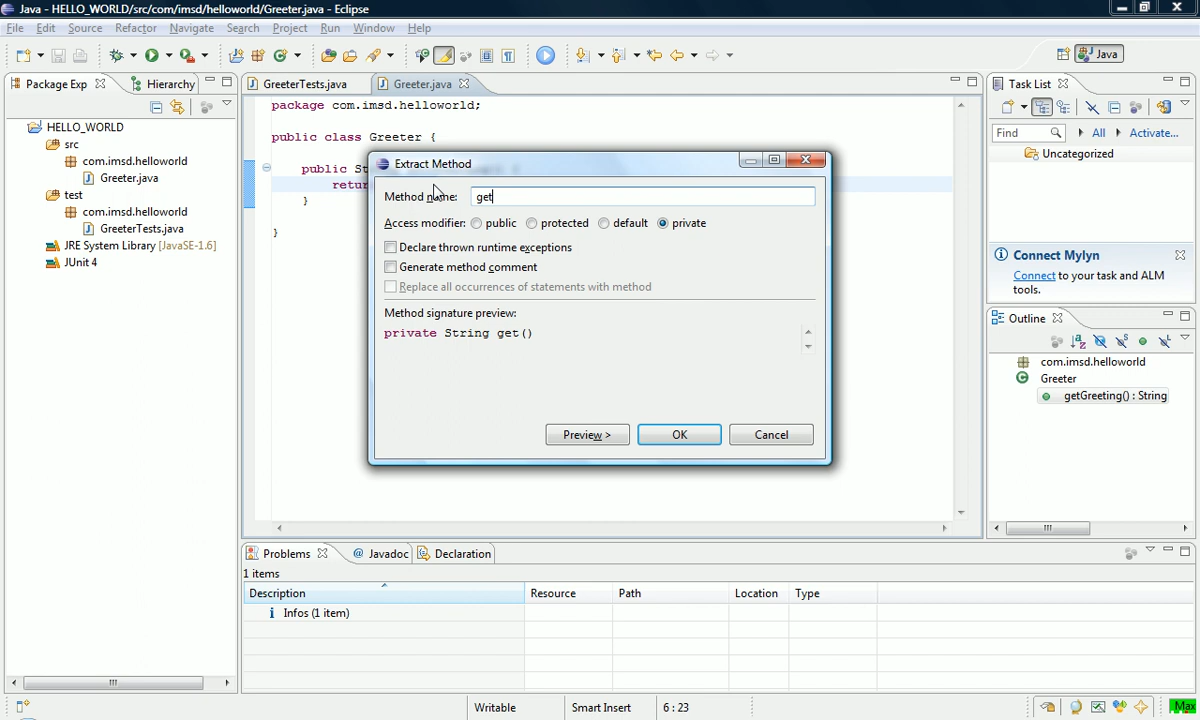 Java - HELLO_WORLD/src/com/imsd/helloworld/Greeter.java - Eclipse
File Edit Source Refactor Navigate Search Project Run Window Help
Java
Package Exp
Hierarchy
GreeterTests.java
Greeter.java
Task List
HELLO_WORLD
src
com.imsd.helloworld
Greeter.java
test
com.imsd.helloworld
GreeterTests.java
JRE System Library [JavaSE-1.6]
JUnit 4
package com.imsd.helloworld;
public class Greeter {
public
}
}
Extract Method
Method name: get
Access modifier: public protected default private
Declare thrown runtime exceptions
Generate method comment
Replace all occurrences of statements with method
Method signature preview:
private String get()
Preview >
OK
Cancel
Find
All
Activate...
Uncategorized
Connect Mylyn
Connect to your task and ALM
tools.
Outline
com.imsd.helloworld
Greeter
getGreeting() : String
Problems
@ Javadoc
Declaration
1 items
Description Resource Path Location Type
Infos (1 item)
Writable
Smart Insert
6 : 23